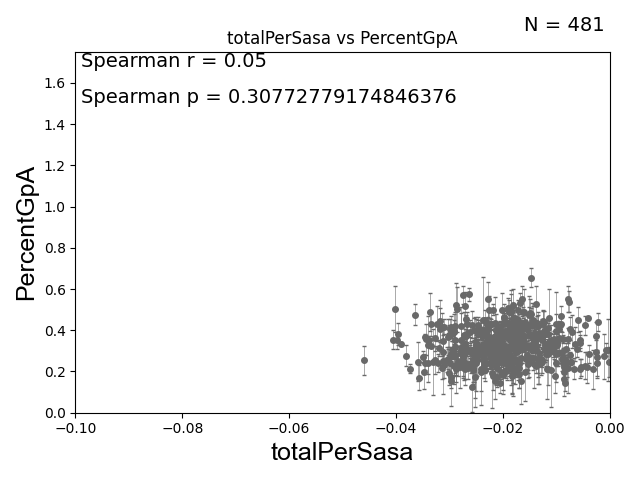 N = 481
totalPerSasa vs PercentGpA
Spearman r = 0.05
Spearman p = 0.30772779174846376
PercentGpA
1.6
1.4
1.2
1.0
0.8
0.6
0.4
0.2
0.0
−0.10 −0.08 −0.06 −0.04 −0.02 0.00
totalPerSasa